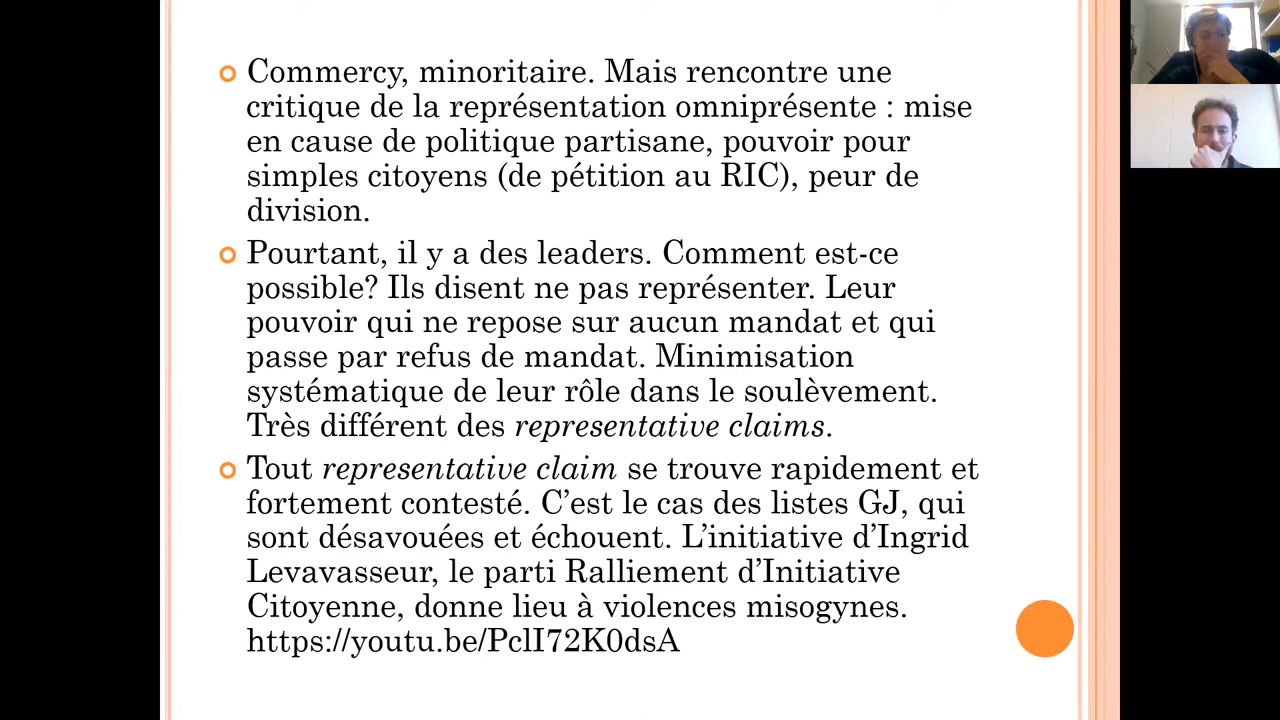 Commercy, minoritaire. Mais rencontre une
critique de la représentation omniprésente : mise
en cause de politique partisane, pouvoir pour
simples citoyens (de pétition au RIC), peur de
division.
Pourtant, il y a des leaders. Comment est-ce
possible? Ils disent ne pas représenter. Leur
pouvoir qui ne repose sur aucun mandat et qui
passe par refus de mandat. Minimisation
systématique de leur rôle dans le soulèvement.
Très différent des representative claims.
Tout representative claim se trouve rapidement et
fortement contesté. C’est le cas des listes GJ, qui
sont désavouées et échouent. L’initiative d’Ingrid
Levavasseur, le parti Ralliement d’Initiative
Citoyenne, donne lieu à violences misogynes.
https://youtu.be/PclI72K0dsA